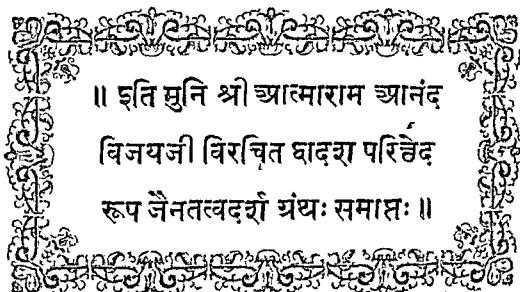 ॥ इति मुनि श्री आत्माराम आनंद
विजयजी विरचित द्वादश परिछेद
रूप जैनतत्वदर्श ग्रंथः समाप्तः ॥